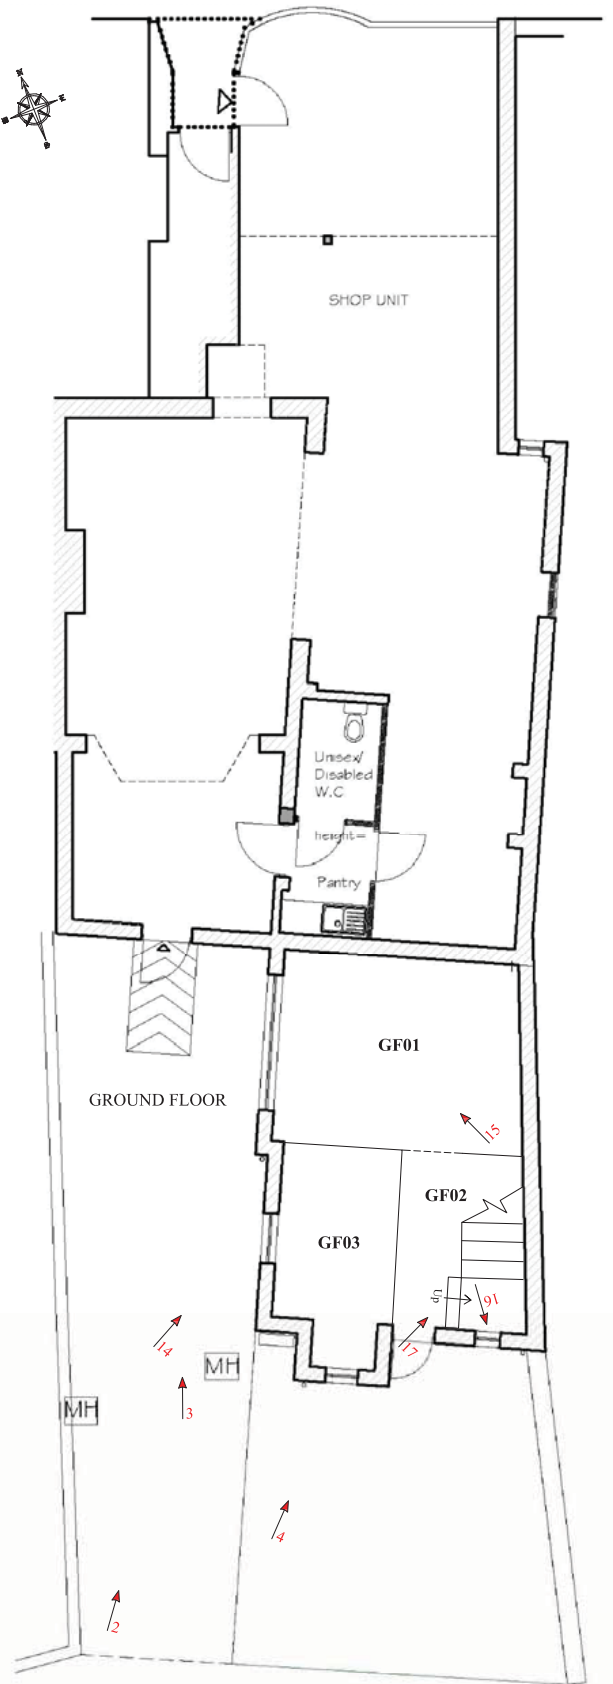 N
SHOP UNIT
Unisex/
Disabled
W.C
height=
Pantry
GF01
GROUND FLOOR
15
GF02
GF03
Up
16
14
17
MH
3
MH
4
2